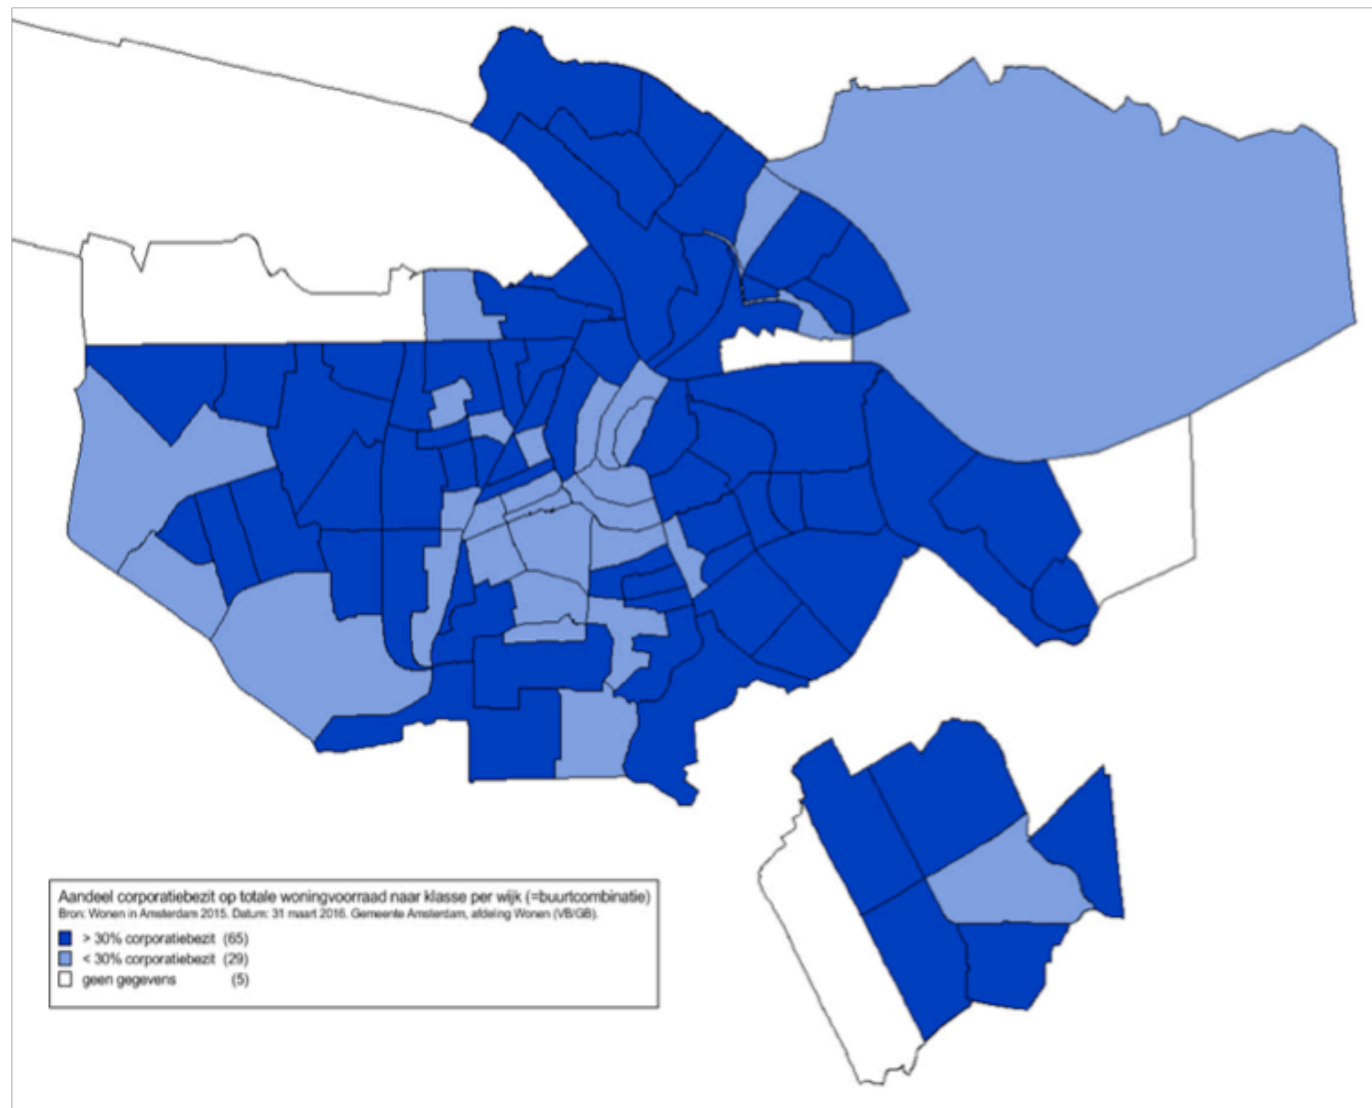 Aandeel corporatiebezit op totale woningvoorraad naar klasse per wijk (=buurtcombinatie)
Bron: Wonen in Amsterdam 2015. Datum: 31 maart 2016. Gemeente Amsterdam, afdeling Wonen (VB/GB).
> 30% corporatiebezit (65)
< 30% corporatiebezit (29)
geen gegevens (5)